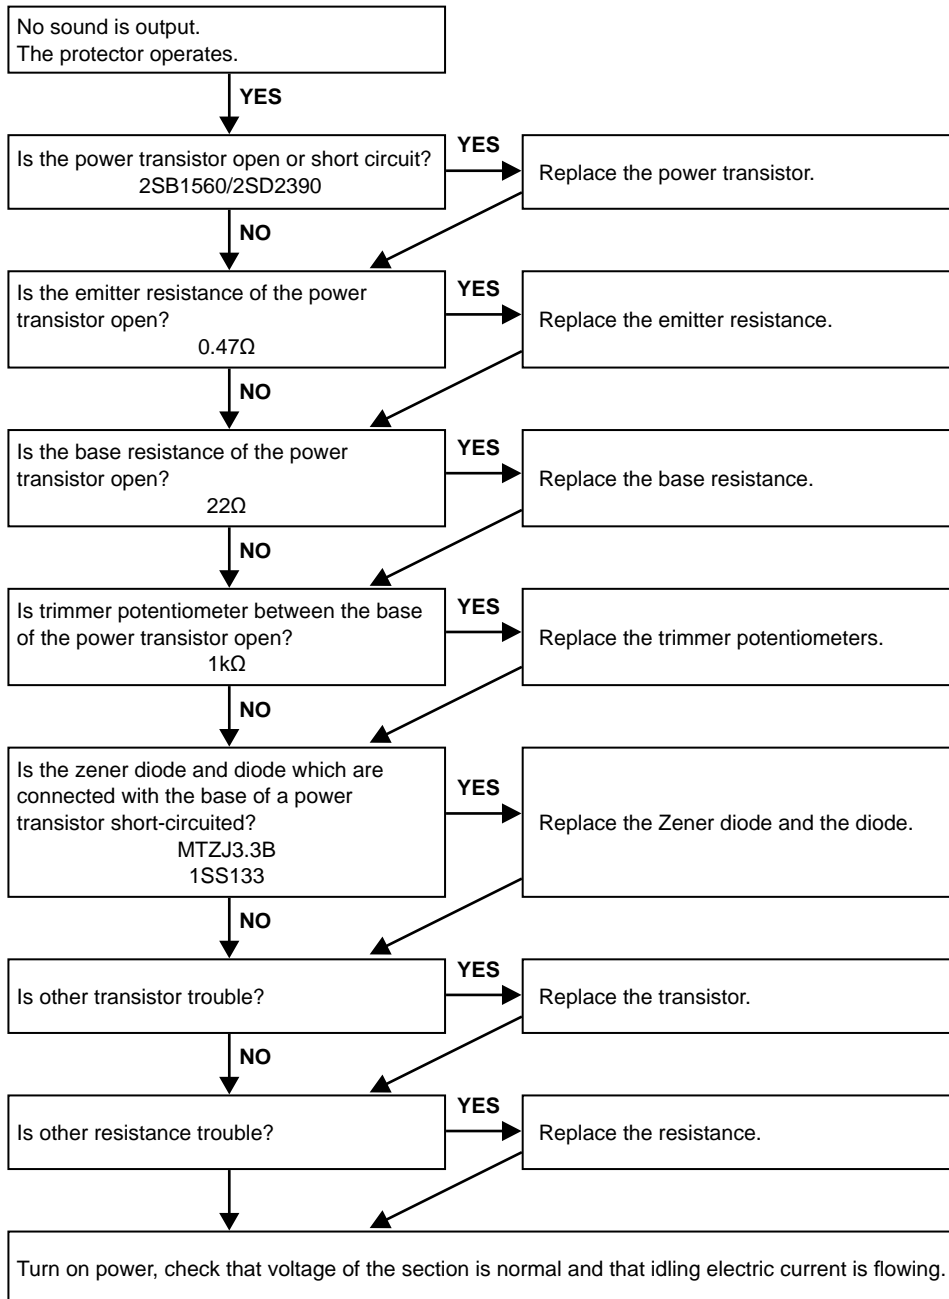 No sound is output.
The protector operates.
YES
Is the power transistor open or short circuit?
2SB1560/2SD2390
YES
Replace the power transistor.
NO
Is the emitter resistance of the power
transistor open?
0.47Ω
YES
Replace the emitter resistance.
NO
Is the base resistance of the power
transistor open?
22Ω
YES
Replace the base resistance.
NO
Is trimmer potentiometer between the base
of the power transistor open?
1kΩ
YES
Replace the trimmer potentiometers.
NO
Is the zener diode and diode which are
connected with the base of a power
transistor short-circuited?
MTZJ3.3B
1SS133
YES
Replace the Zener diode and the diode.
NO
Is other transistor trouble?
YES
Replace the transistor.
NO
Is other resistance trouble?
YES
Replace the resistance.
Turn on power, check that voltage of the section is normal and that idling electric current is flowing.